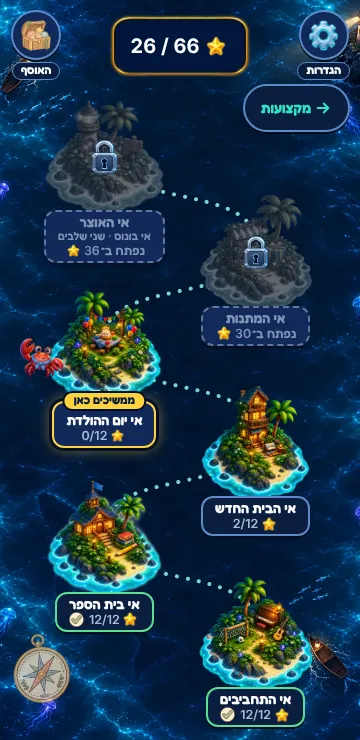 26 / 66
האוסף
הגדרות
מקצועות →
אי האוצר
אי בונוס · שני שלבים
נפתח ב־36
אי המתנות
נפתח ב־30
ממשיכים כאן
אי יום ההולדת
0/12
אי הבית החדש
2/12
אי בית הספר
12/12
אי התחביבים
12/12